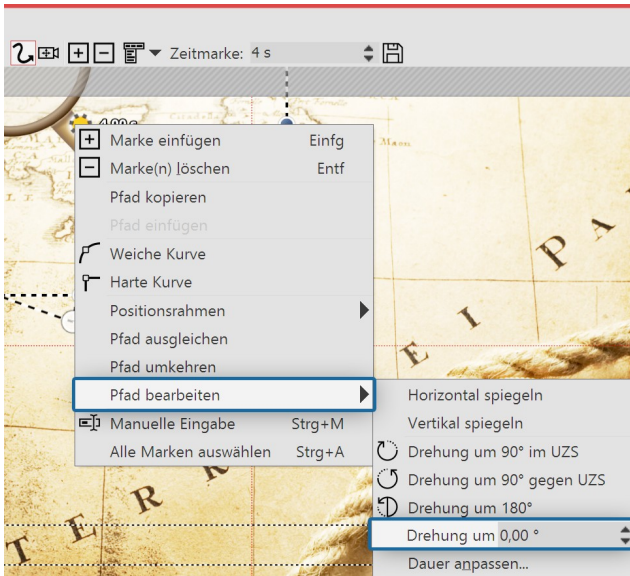 Zeitmarke: 4 s
Marke einfügen Einfg
Marke(n) löschen Entf
Pfad kopieren
Pfad einfügen
Weiche Kurve
Harte Kurve
Positionsrahmen
Pfad ausgleichen
Pfad umkehren
Pfad bearbeiten
Horizontal spiegeln
Manuelle Eingabe Strg+M
Vertikal spiegeln
Alle Marken auswählen Strg+A
Drehung um 90° im UZS
Drehung um 90° gegen UZS
Drehung um 180°
Drehung um 0,00 °
Dauer anpassen...
E I P A
T E R R